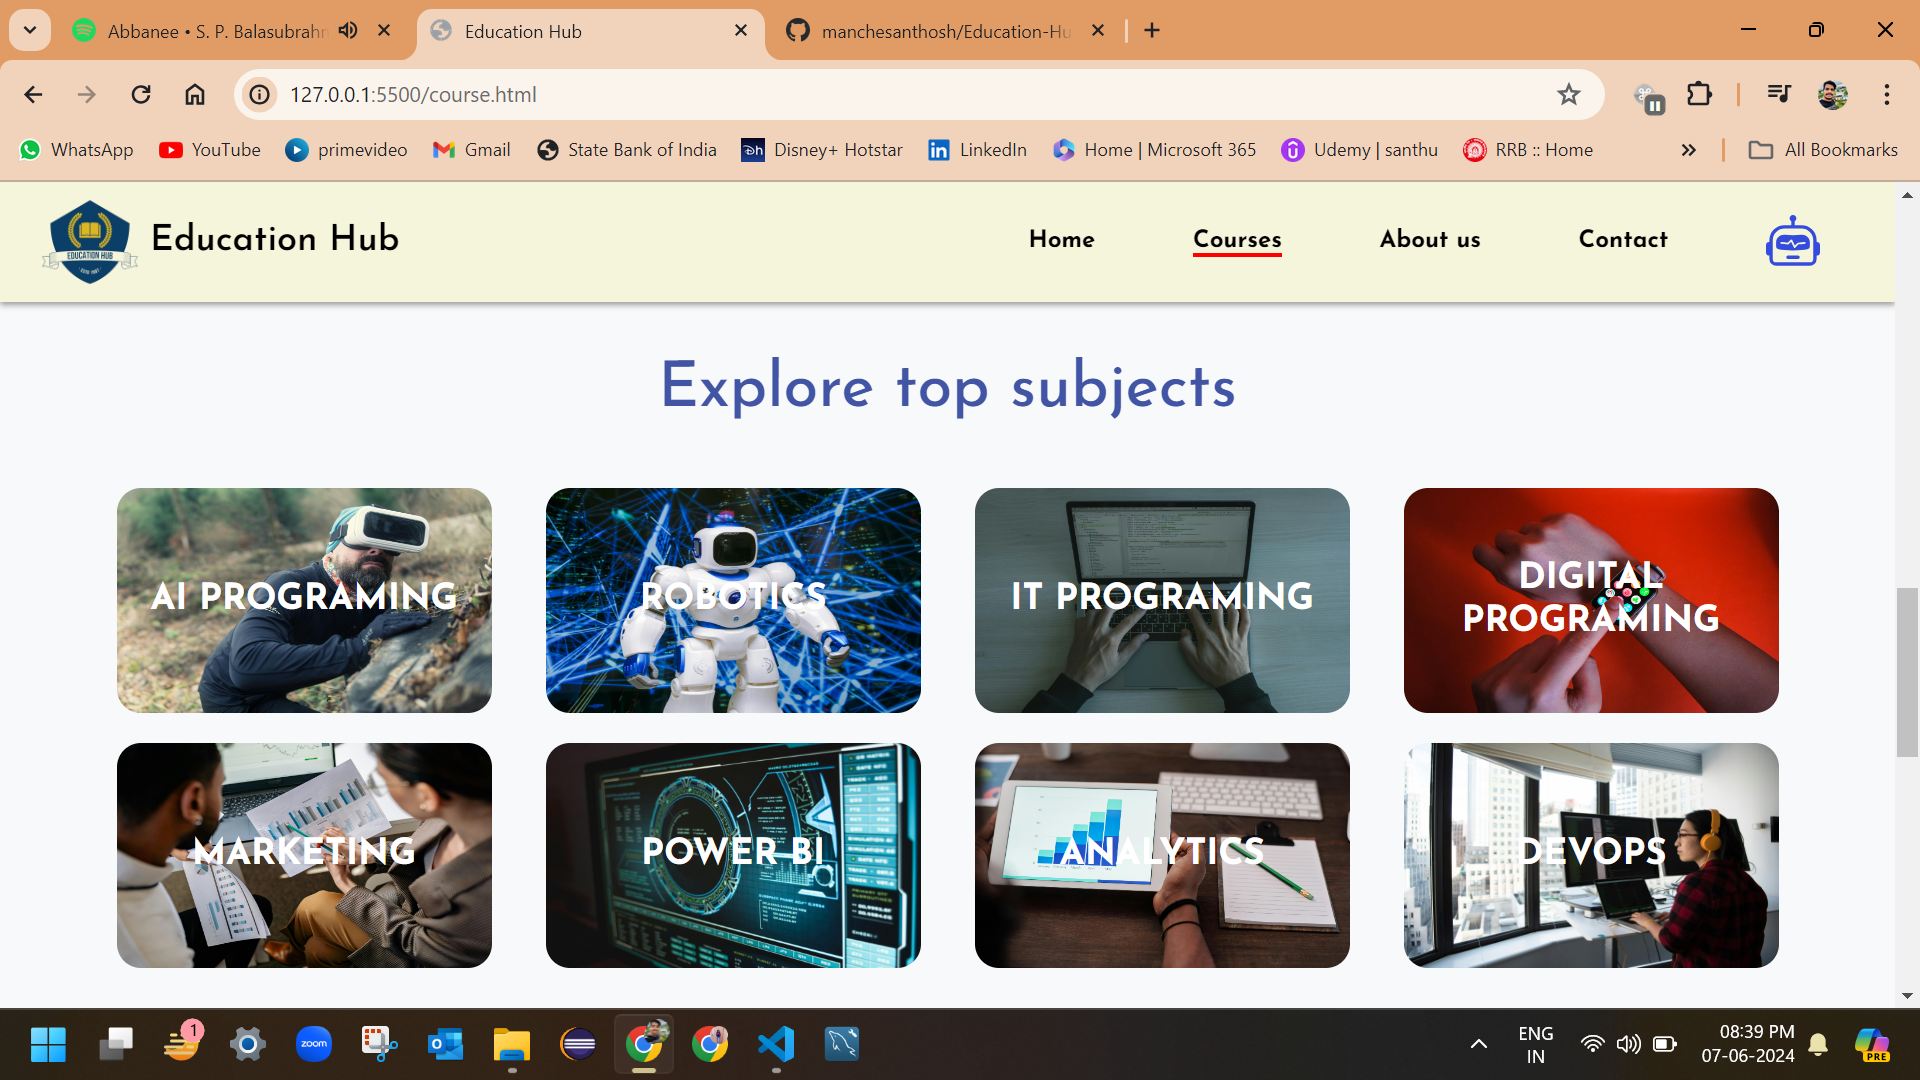 Abbanee • S. P. Balasubrahm
Education Hub
manchesanthosh/Education-Hu
127.0.0.1:5500/course.html
WhatsApp
YouTube
primevideo
Gmail
State Bank of India
Disney+ Hotstar
LinkedIn
Home | Microsoft 365
Udemy | santhu
RRB :: Home
»
All Bookmarks
EDUCATION HUB
Education Hub
Home
Courses
About us
Contact
Explore top subjects
AI PROGRAMING
ROBOTICS
IT PROGRAMING
DIGITAL
PROGRAMING
MARKETING
POWER BI
ANALYTICS
DEVOPS
1
zoom
ENG
IN
08:39 PM
07-06-2024
PRE